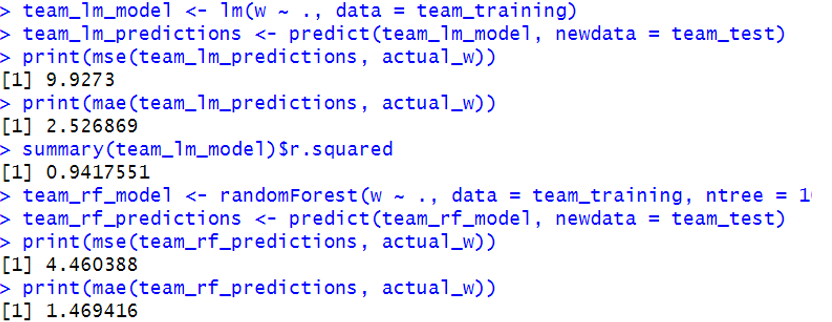 > team_lm_model <- lm(w ~ ., data = team_training)
> team_lm_predictions <- predict(team_lm_model, newdata = team_test)
> print(mse(team_lm_predictions, actual_w))
[1] 9.9273
> print(mae(team_lm_predictions, actual_w))
[1] 2.526869
> summary(team_lm_model)$r.squared
[1] 0.9417551
> team_rf_model <- randomForest(w ~ ., data = team_training, ntree = 1
> team_rf_predictions <- predict(team_rf_model, newdata = team_test)
> print(mse(team_rf_predictions, actual_w))
[1] 4.460388
> print(mae(team_rf_predictions, actual_w))
[1] 1.469416